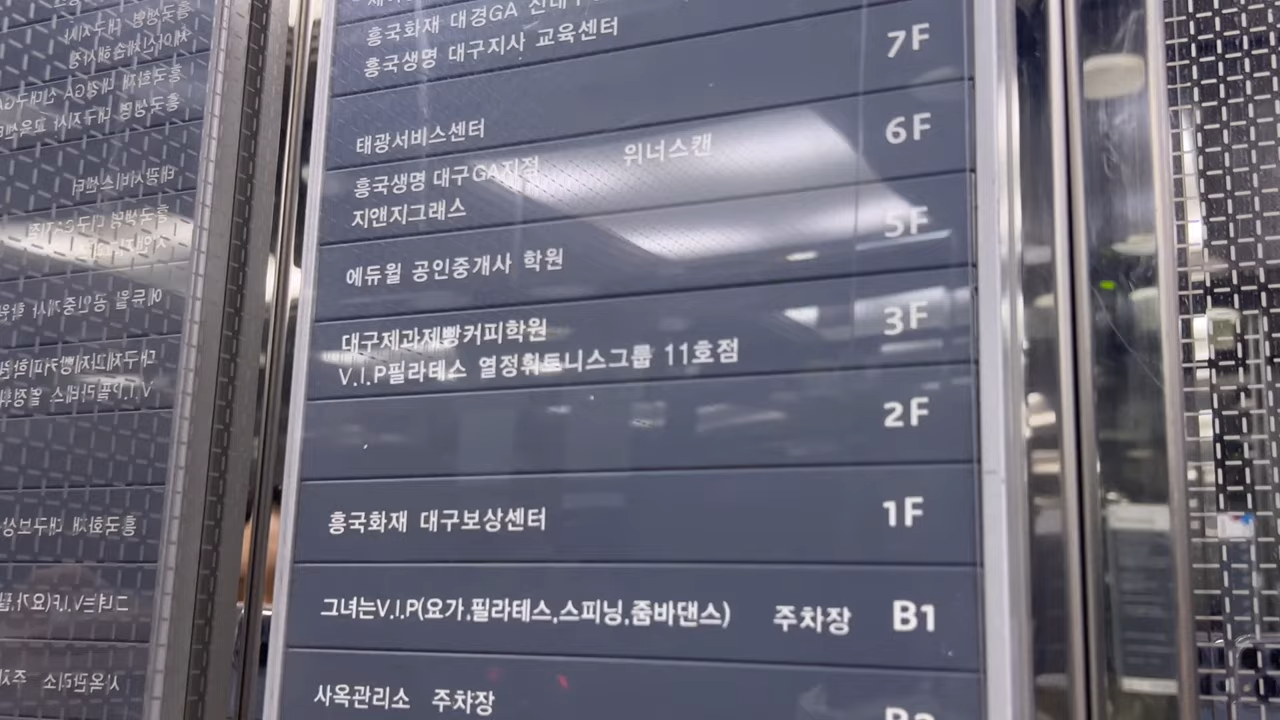 흥국화재 대경GA
흥국생명 대구지사 교육센터
7F
태광서비스센터
6F
흥국생명 대구GA지점 위너스캔
지앤지그래스
5F
에듀윌 공인중개사 학원
3F
대구제과제빵커피학원
V.I.P필라테스 열정휘트니스그룹 11호점
2F
흥국화재 대구보상센터
1F
그녀는V.I.P(요가,필라테스,스피닝,줌바댄스) 주차장 B1
사옥관리소 주차장